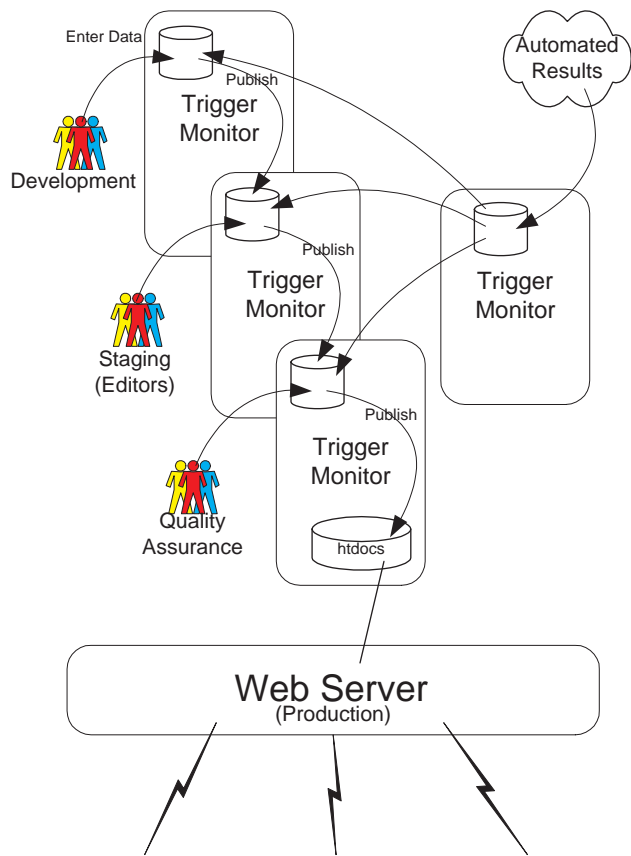 Enter Data
Automated
Results
Publish
Trigger
Monitor
Development
Publish
Trigger
Monitor
Trigger
Monitor
Staging
(Editors)
Publish
Trigger
Monitor
Quality
Assurance
htdocs
Web Server
(Production)